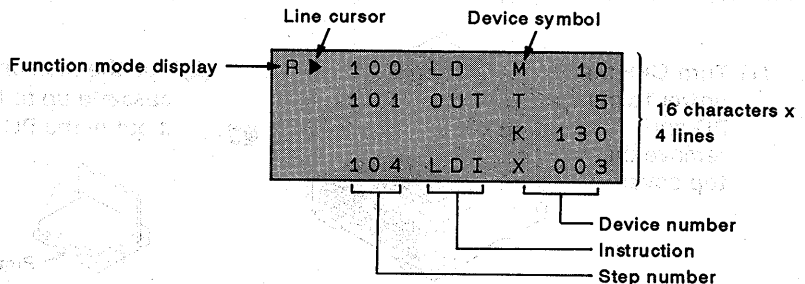 Line cursor
Device symbol
Function mode display
R▶ 100 LD M 10
101 OUT T 5
K 130
104 LDI X 003
16 characters x
4 lines
Device number
Instruction
Step number